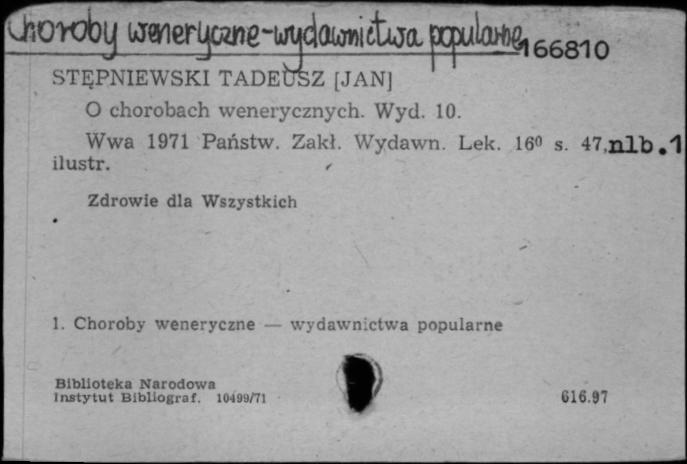 Choroby weneryczne-wydawnictwa popularne
166810
STĘPNIEWSKI TADEUSZ [JAN]
O chorobach wenerycznych. Wyd. 10.
Wwa 1971 Państw. Zakł. Wydawn. Lek. 16⁰ s. 47, nlb. 1
ilustr.
Zdrowie dla Wszystkich
1. Choroby weneryczne — wydawnictwa popularne
Biblioteka Narodowa
Instytut Bibliograf. 10499/71 616.97